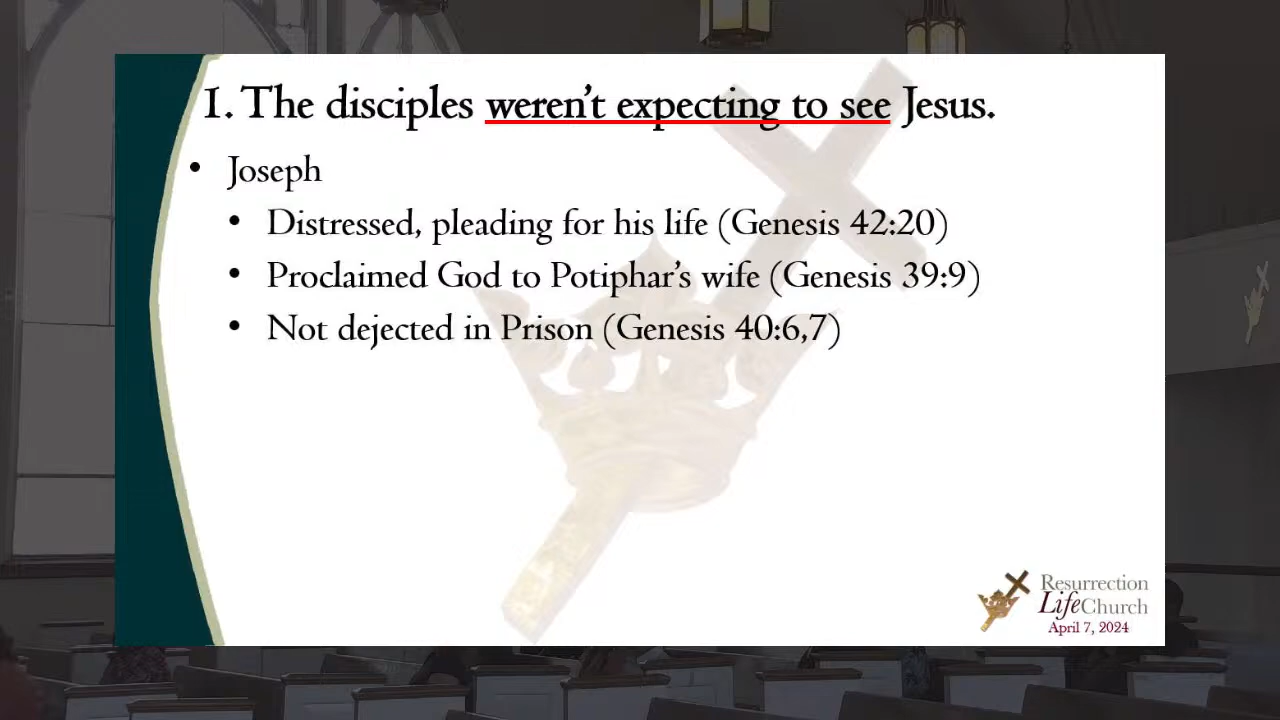 1. The disciples weren't expecting to see Jesus.
• Joseph
• Distressed, pleading for his life (Genesis 42:20)
• Proclaimed God to Potiphar's wife (Genesis 39:9)
• Not dejected in Prison (Genesis 40:6,7)
Resurrection
LifeChurch
April 7, 2024